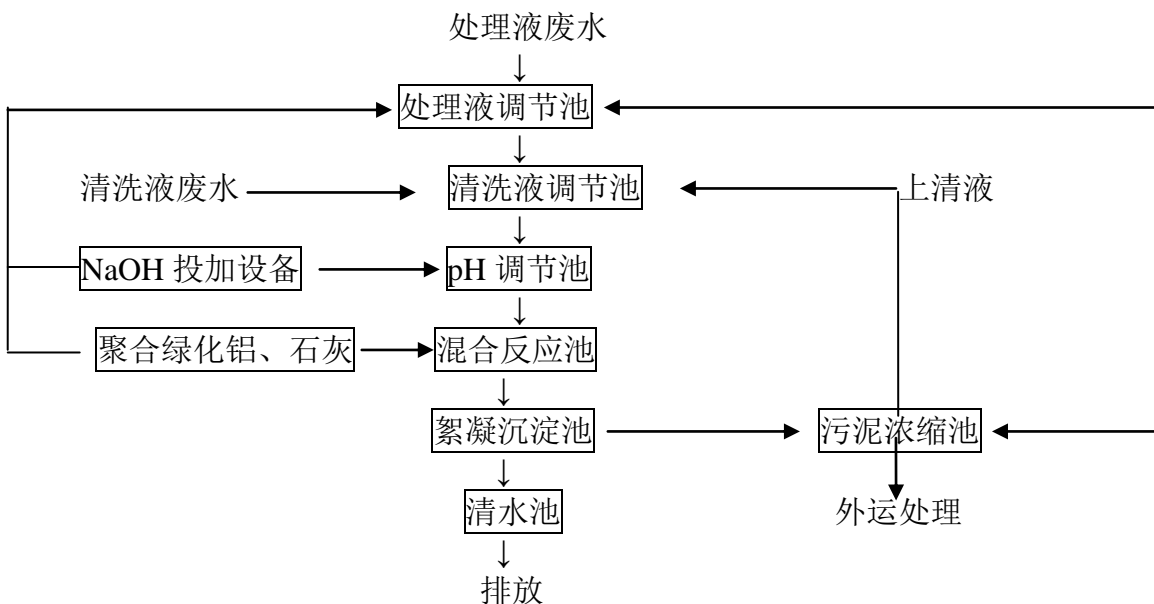 处理液废水
↓
处理液调节池
↓
清洗液废水 清洗液调节池 上清液
↓
NaOH 投加设备 pH 调节池
↓
聚合绿化铝、石灰 混合反应池
↓
絮凝沉淀池 污泥浓缩池
↓
清水池 外运处理
↓
排放